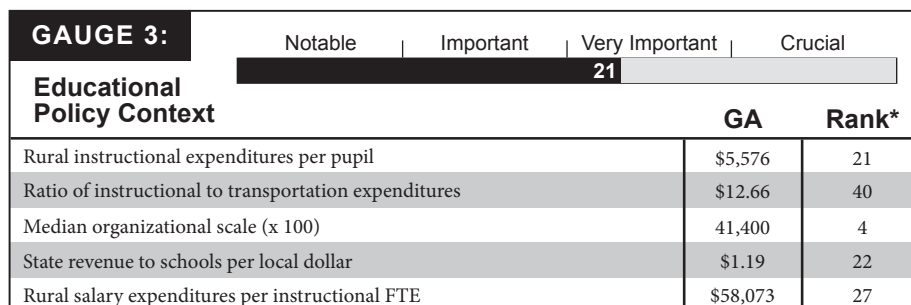 GAUGE 3:
Notable Important Very Important Crucial
21
Educational
Policy Context
GA Rank*
Rural instructional expenditures per pupil $5,576 21
Ratio of instructional to transportation expenditures $12.66 40
Median organizational scale (x 100) 41,400 4
State revenue to schools per local dollar $1.19 22
Rural salary expenditures per instructional FTE $58,073 27